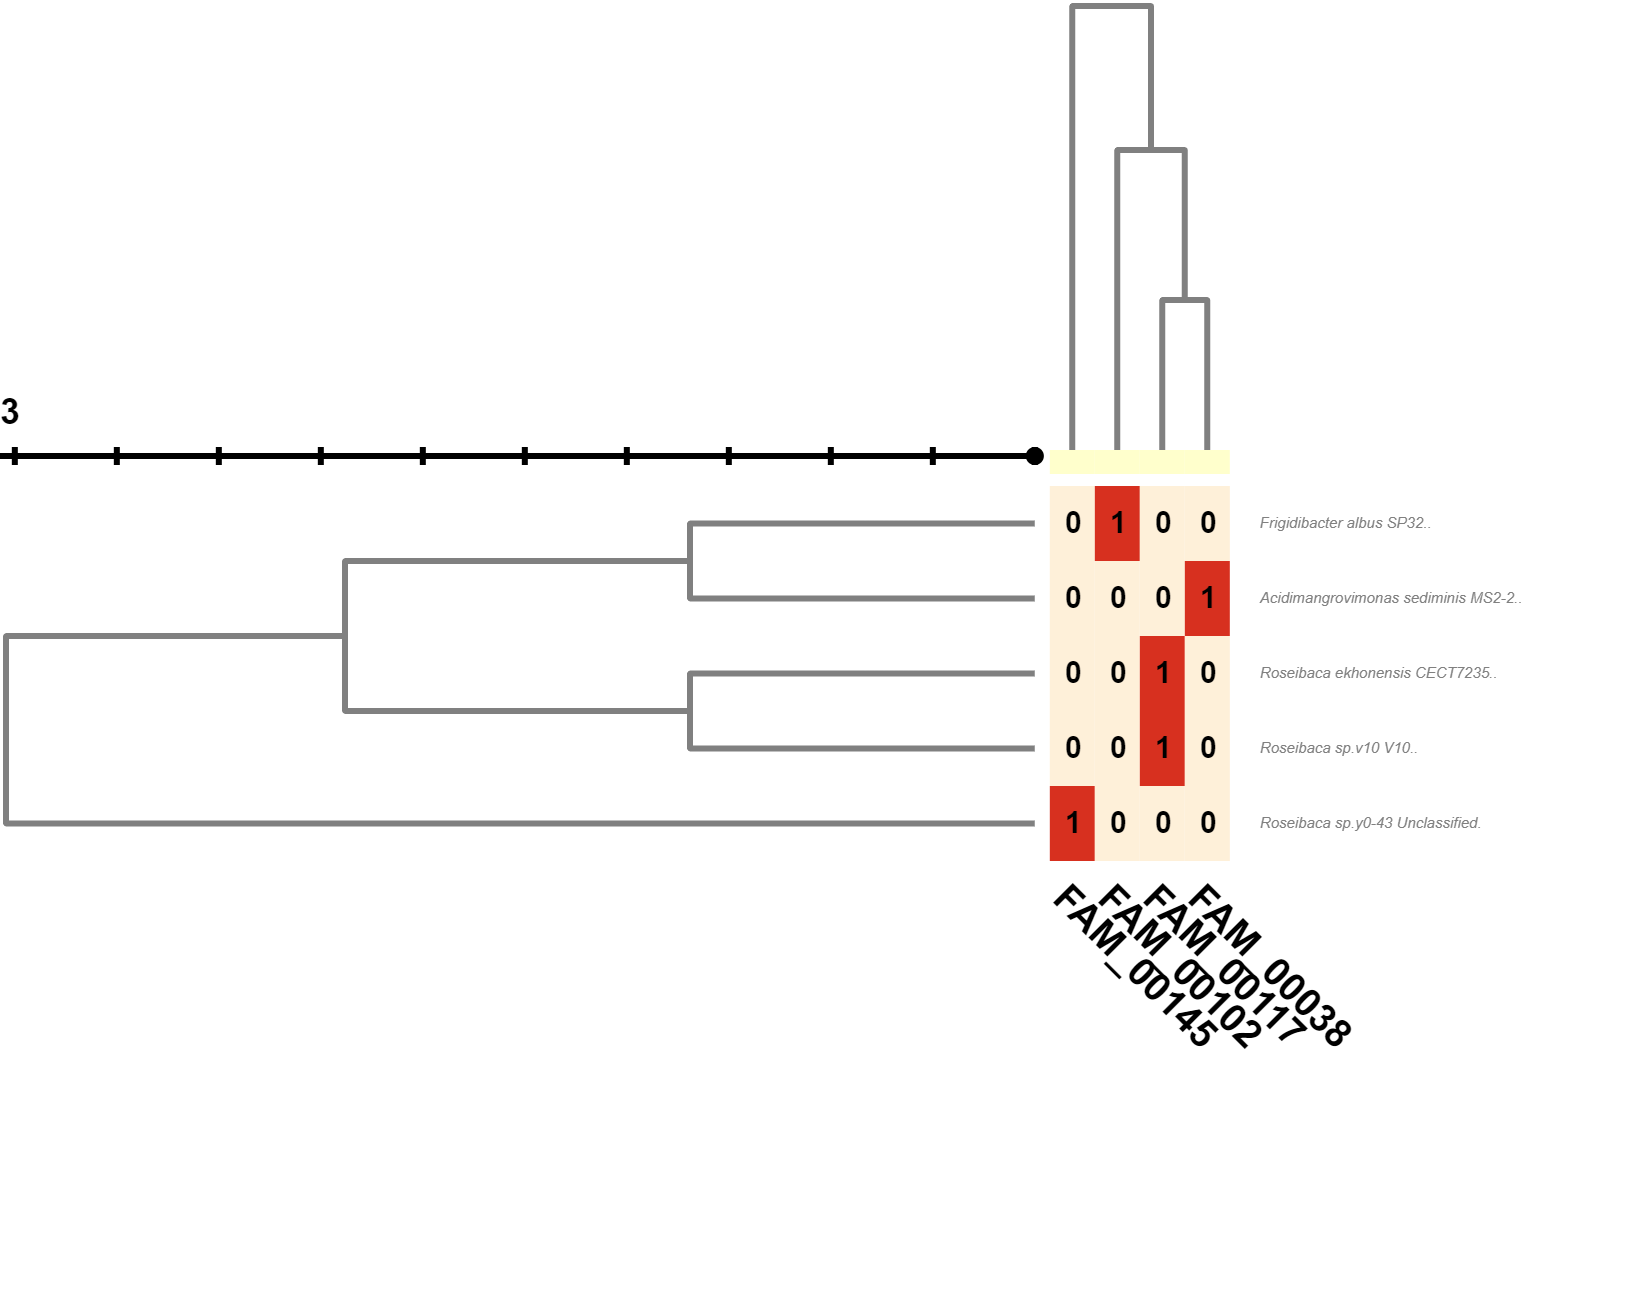 3
0 1 0 0 Frigidibacter albus SP32..
0 0 0 1 Acidimangrovimonas sediminis MS2-2..
0 0 1 0 Roseibaca ekhonensis CECT7235..
0 0 1 0 Roseibaca sp.v10 V10..
1 0 0 0 Roseibaca sp.y0-43 Unclassified.
FAM_00145
FAM_00102
FAM_00117
FAM_00038